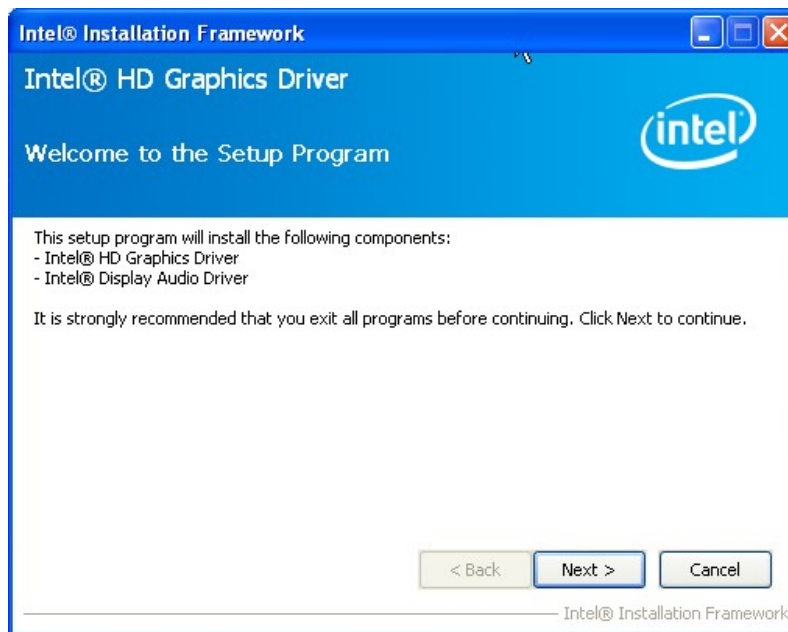 Intel® Installation Framework
Intel® HD Graphics Driver
intel
Welcome to the Setup Program
This setup program will install the following components:
- Intel® HD Graphics Driver
- Intel® Display Audio Driver
It is strongly recommended that you exit all programs before continuing. Click Next to continue.
< Back Next > Cancel
Intel® Installation Framework